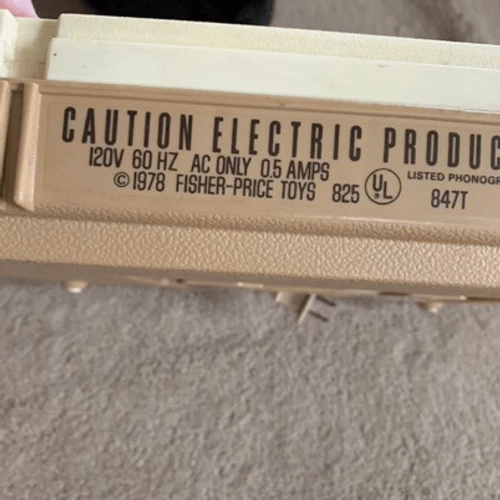 CAUTION ELECTRIC PRODUC
120V 60 HZ AC ONLY 0.5 AMPS
©1978 FISHER-PRICE TOYS 825
UL®
LISTED PHONOGR
847T